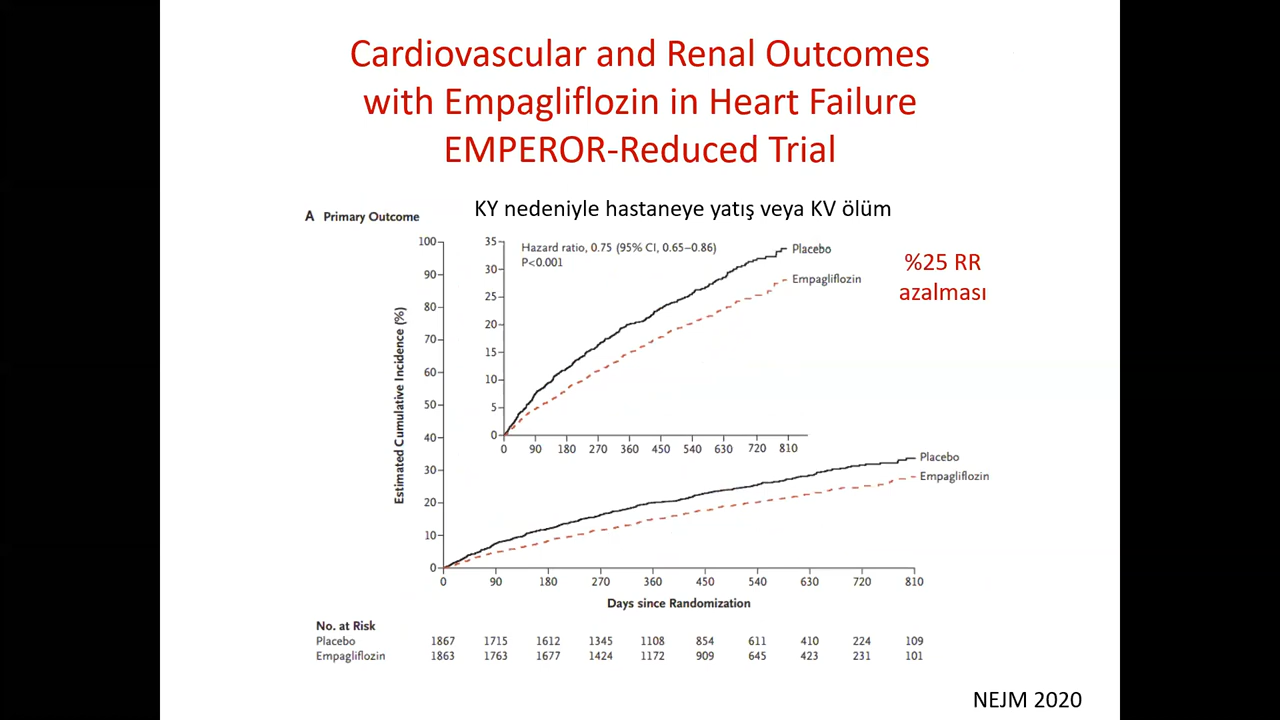 Cardiovascular and Renal Outcomes
with Empagliflozin in Heart Failure
EMPEROR-Reduced Trial
A Primary Outcome
KY nedeniyle hastaneye yatış veya KV ölüm
%25 RR
azalması
Hazard ratio, 0.75 (95% CI, 0.65–0.86)
P<0.001
Placebo
Empagliflozin
35
30
25
20
15
10
5
0
0 90 180 270 360 450 540 630 720 810
Estimated Cumulative Incidence (%)
100
90
80
70
60
50
40
30
20
10
0
Placebo
Empagliflozin
0 90 180 270 360 450 540 630 720 810
Days since Randomization
No. at Risk
Placebo 1867 1715 1612 1345 1108 854 611 410 224 109
Empagliflozin 1863 1763 1677 1424 1172 909 645 423 231 101
NEJM 2020